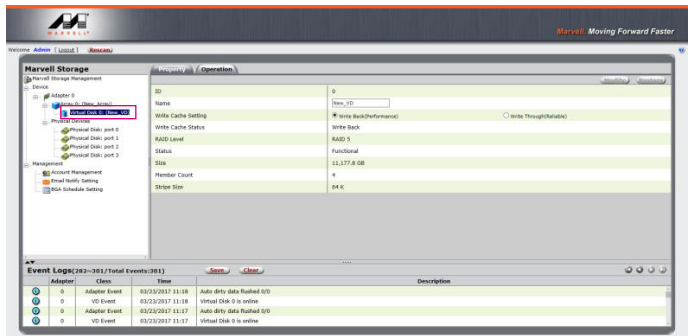 MARVELL
Marvell. Moving Forward Faster
Welcome Admin [ Logout ] Rescan
Marvell Storage
Property Operation
Marvell Storage Management
Device
Adapter 0
Array 0: (New_Array)
Virtual Disk 0: (New_VD)
Physical Devices
Physical Disk: port 0
Physical Disk: port 1
Physical Disk: port 2
Physical Disk: port 3
Management
Account Management
Email Notify Setting
BGA Schedule Setting
ID 0
Name New_VD
Write Cache Setting Write Back(Performance) Write Through(Reliable)
Write Cache Status Write Back
RAID Level RAID 5
Status Functional
Size 11,177.8 GB
Member Count 4
Stripe Size 64 K
Event Logs(282~381/Total Events:381) Save Clear
Adapter Class Time Description
0 Adapter Event 03/23/2017 11:18 Auto dirty data flushed 0/0
0 VD Event 03/23/2017 11:18 Virtual Disk 0 is online
0 Adapter Event 03/23/2017 11:17 Auto dirty data flushed 0/0
0 VD Event 03/23/2017 11:17 Virtual Disk 0 is online